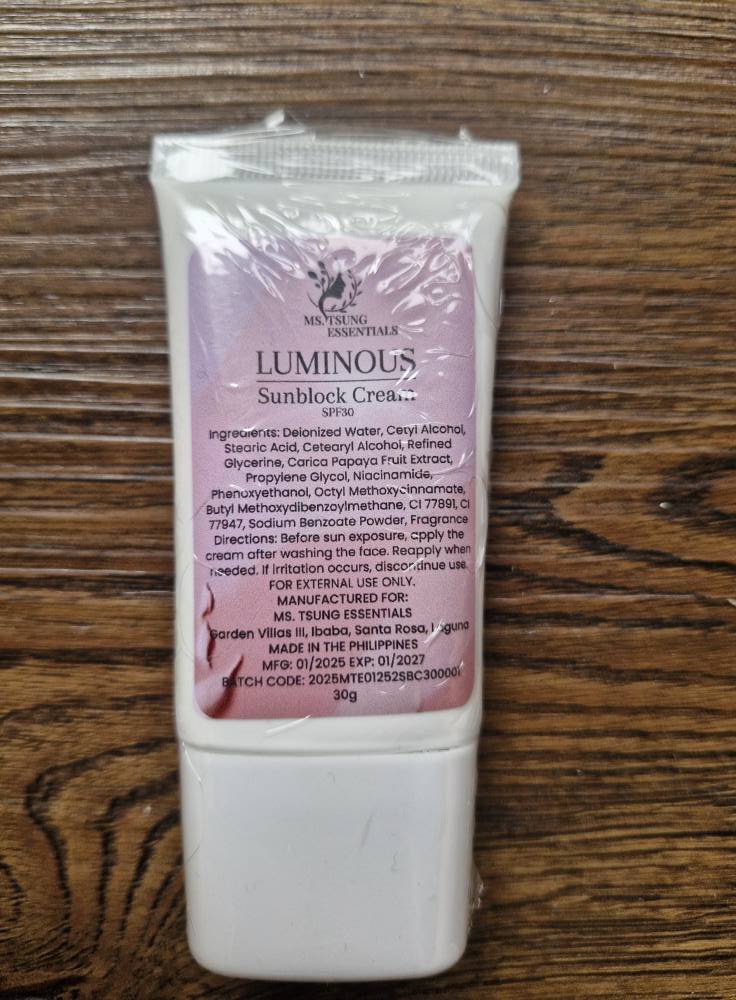 MS. TSUNG
ESSENTIALS
LUMINOUS
Sunblock Cream
SPF30
Ingredients: Deionized Water, Cetyl Alcohol,
Stearic Acid, Cetearyl Alcohol, Refined
Glycerine, Carica Papaya Fruit Extract,
Propylene Glycol, Niacinamide,
Phenoxyethanol, Octyl Methoxycinnamate,
Butyl Methoxydibenzoylmethane, CI 77891, CI
77947, Sodium Benzoate Powder, Fragrance
Directions: Before sun exposure, apply the
cream after washing the face. Reapply when
needed. If irritation occurs, discontinue use.
FOR EXTERNAL USE ONLY.
MANUFACTURED FOR:
MS. TSUNG ESSENTIALS
Garden Villas III, Ibaba, Santa Rosa, Laguna
MADE IN THE PHILIPPINES
MFG: 01/2025 EXP: 01/2027
BATCH CODE:
30g